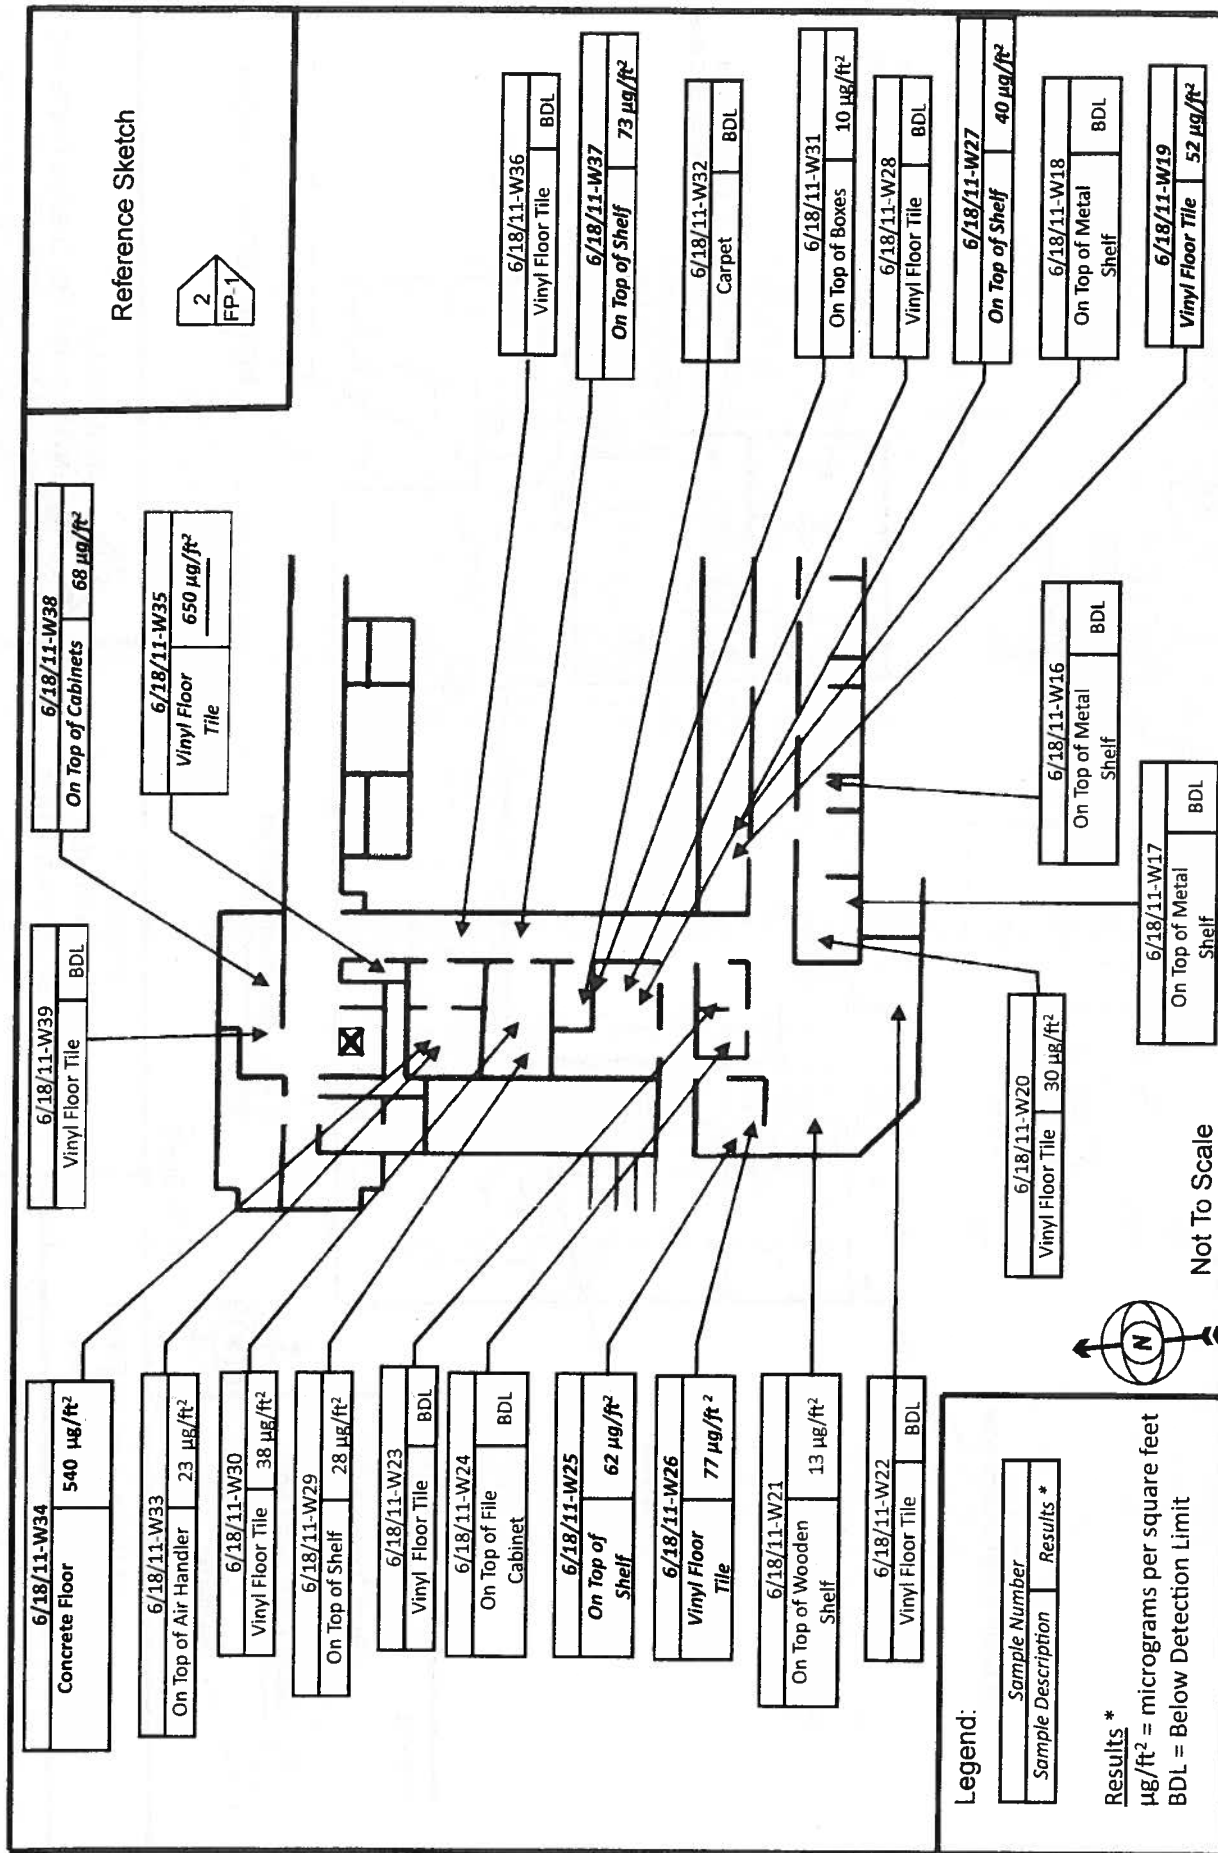 Reference Sketch
2
FP-1
6/18/11-W34
Concrete Floor
540 µg/ft²
6/18/11-W33
On Top of Air Handler
23 µg/ft²
6/18/11-W30
Vinyl Floor Tile
38 µg/ft²
6/18/11-W29
On Top of Shelf
28 µg/ft²
6/18/11-W23
Vinyl Floor Tile
BDL
6/18/11-W24
On Top of File
Cabinet
BDL
6/18/11-W25
On Top of
Shelf
62 µg/ft²
6/18/11-W26
Vinyl Floor
Tile
77 µg/ft²
6/18/11-W21
On Top of Wooden
Shelf
13 µg/ft²
6/18/11-W22
Vinyl Floor Tile
BDL
6/18/11-W39
Vinyl Floor Tile
BDL
6/18/11-W38
On Top of Cabinets
68 µg/ft²
6/18/11-W35
Vinyl Floor
Tile
650 µg/ft²
6/18/11-W36
Vinyl Floor Tile
BDL
6/18/11-W37
On Top of Shelf
73 µg/ft²
6/18/11-W32
Carpet
BDL
6/18/11-W31
On Top of Boxes
10 µg/ft²
6/18/11-W28
Vinyl Floor Tile
BDL
6/18/11-W27
On Top of Shelf
40 µg/ft²
6/18/11-W18
On Top of Metal
Shelf
BDL
6/18/11-W19
Vinyl Floor Tile
52 µg/ft²
6/18/11-W20
Vinyl Floor Tile
30 µg/ft²
6/18/11-W16
On Top of Metal
Shelf
BDL
6/18/11-W17
On Top of Metal
Shelf
BDL
Legend:
Sample Number
Sample Description
Results *
Results *
µg/ft² = micrograms per square feet
BDL = Below Detection Limit
N
Not To Scale